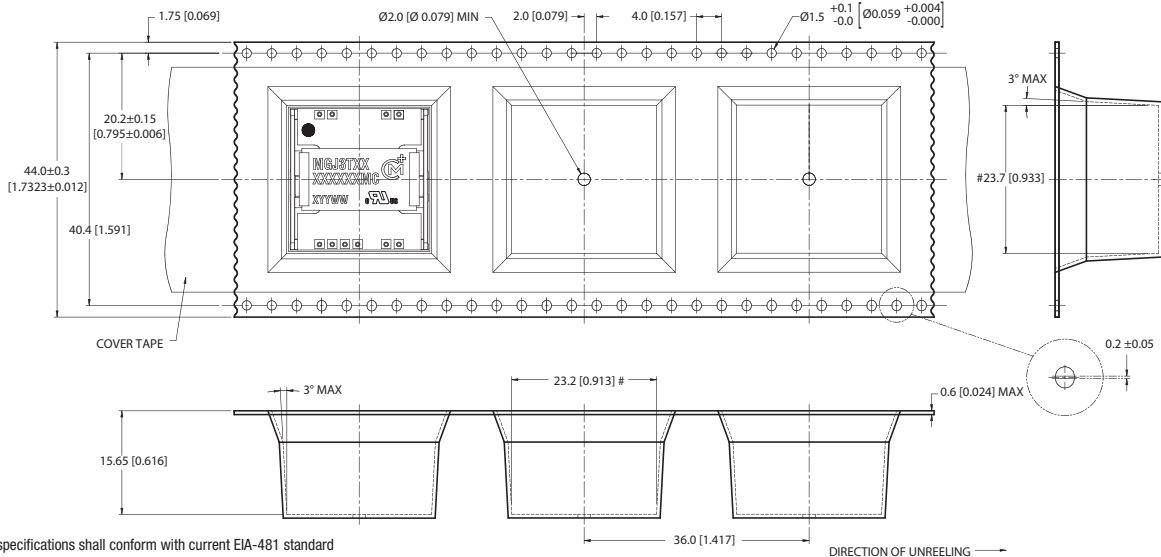 1.75 [0.069]
Ø2.0 [Ø 0.079] MIN
2.0 [0.079]
4.0 [0.157]
Ø1.5 +0.1 -0.0 [Ø0.059 +0.004 -0.000]
3° MAX
20.2±0.15
[0.795±0.006]
44.0±0.3
[1.7323±0.012]
40.4 [1.591]
MGJ3TXX
XXXXXXMC
XYYWW
CM+
c RU US
#23.7 [0.933]
COVER TAPE
0.2 ±0.05
3° MAX
23.2 [0.913] #
0.6 [0.024] MAX
15.65 [0.616]
36.0 [1.417]
specifications shall conform with current EIA-481 standard
DIRECTION OF UNREELING